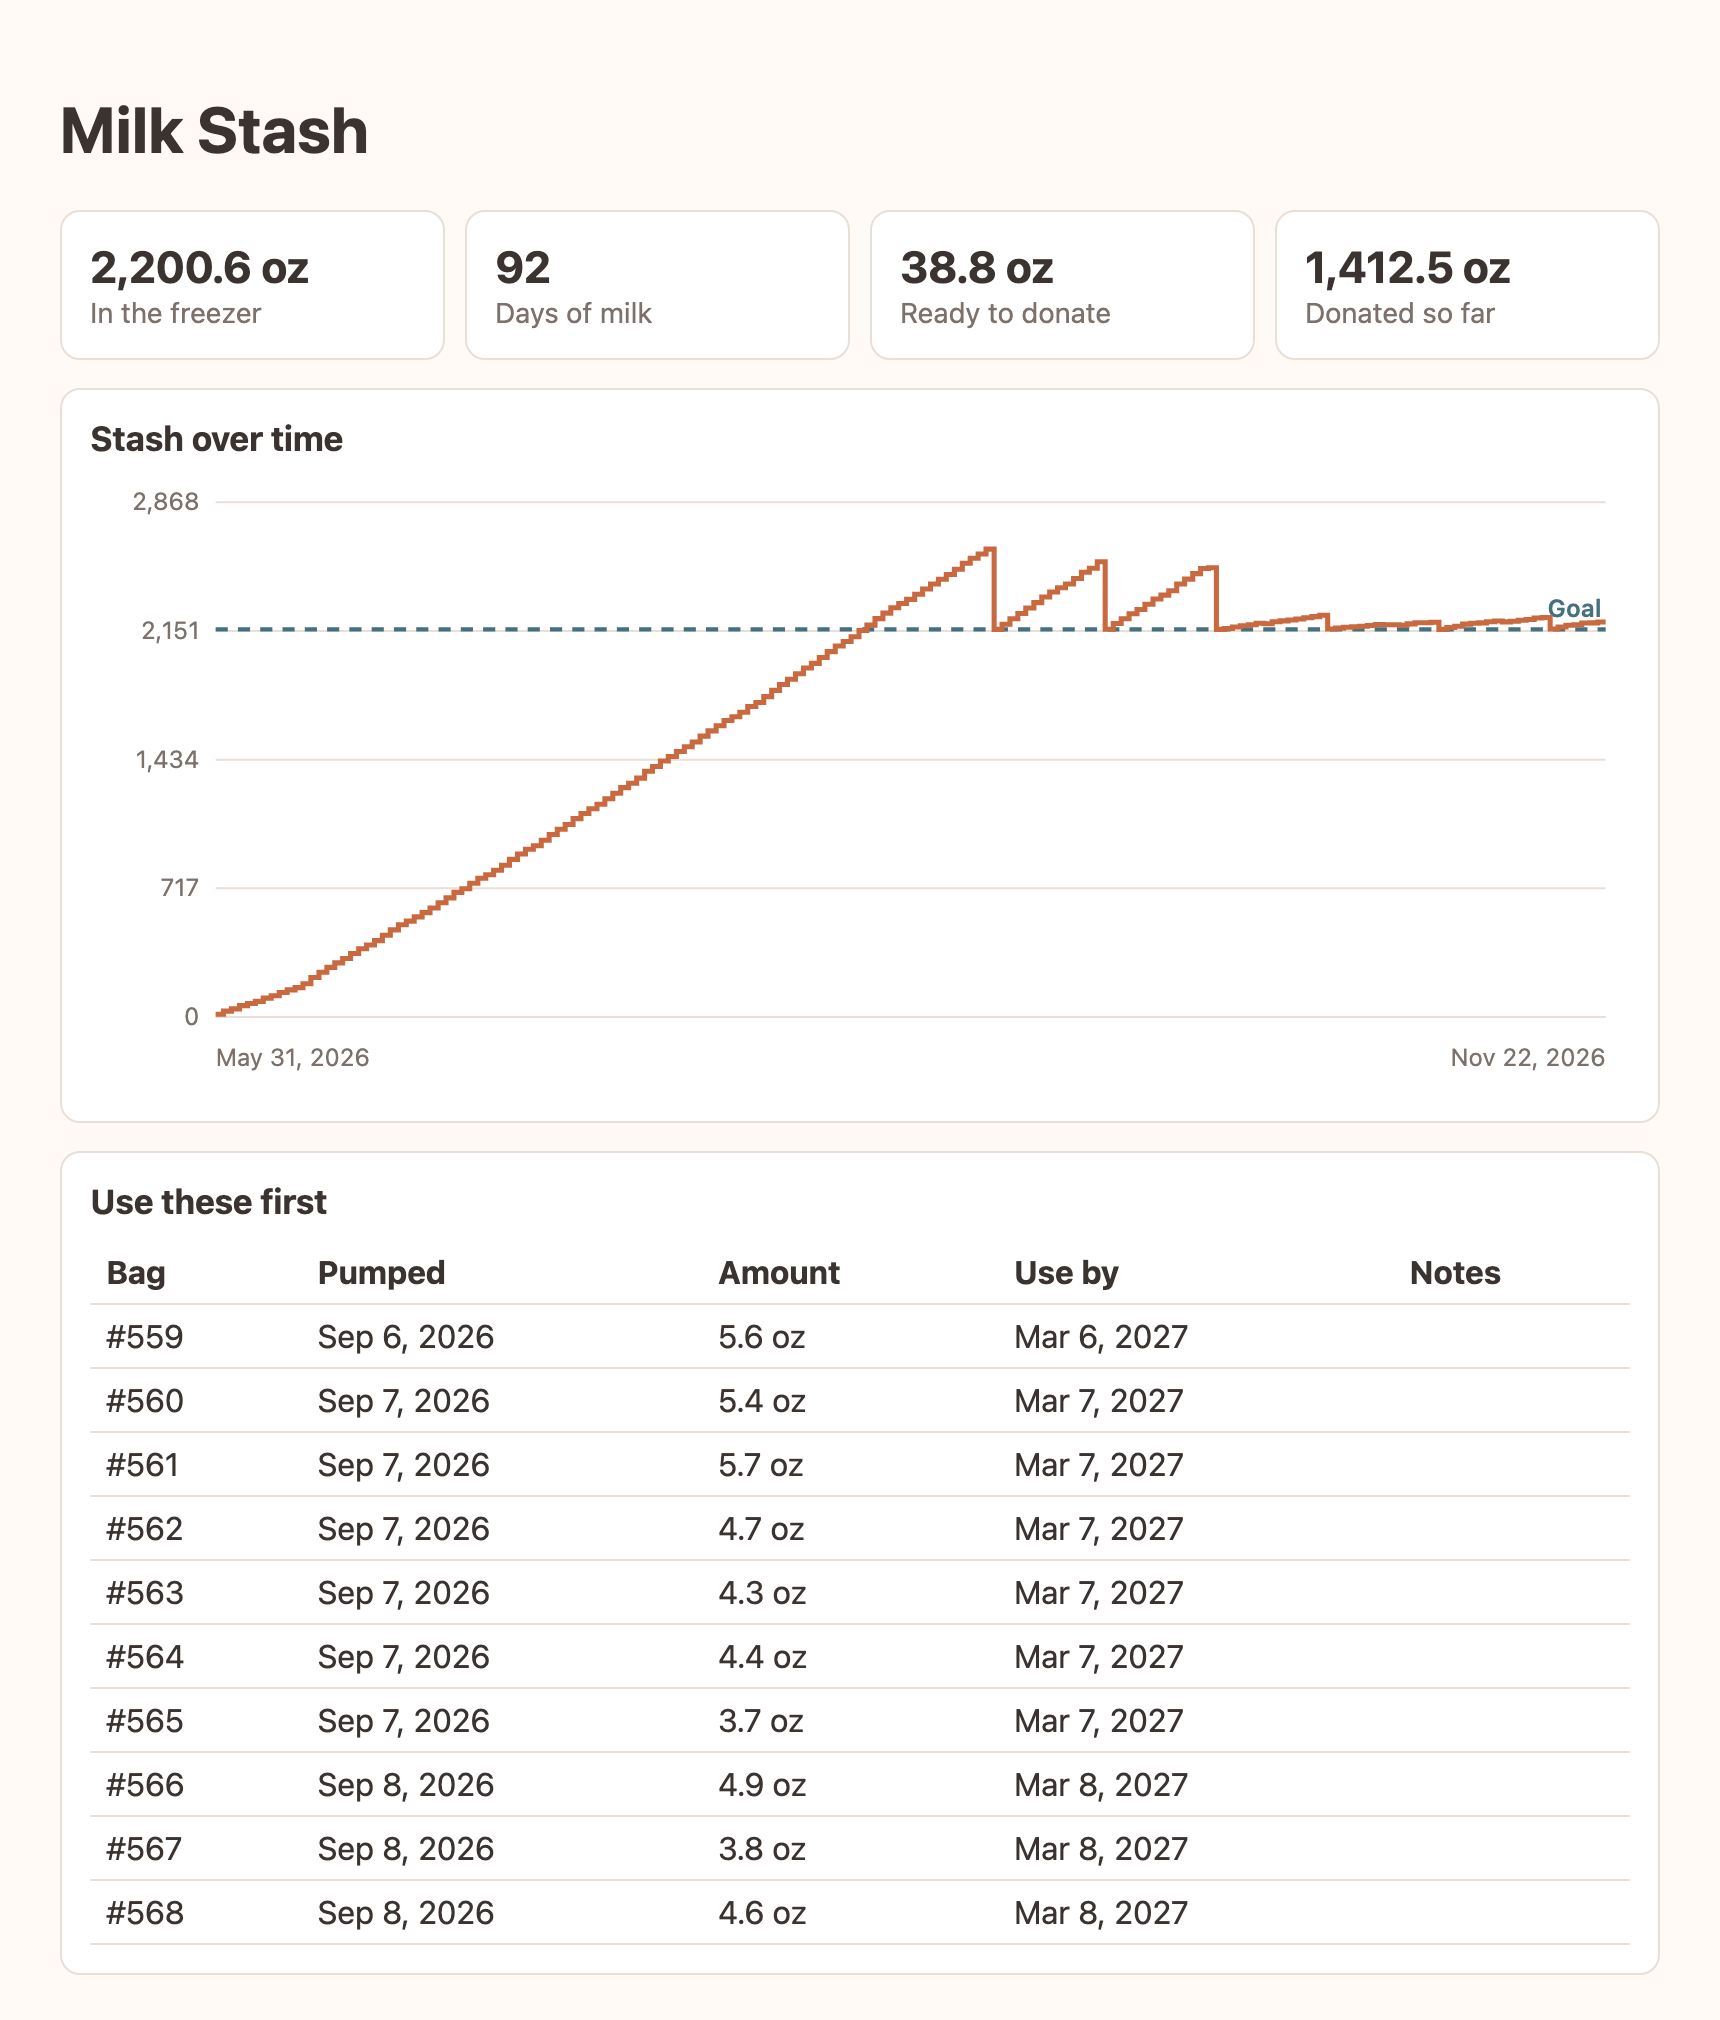 Milk Stash
2,200.6 oz
In the freezer
92
Days of milk
38.8 oz
Ready to donate
1,412.5 oz
Donated so far
Stash over time
2,868
2,151
1,434
717
0
Goal
May 31, 2026 Nov 22, 2026
Use these first
Bag Pumped Amount Use by Notes
#559 Sep 6, 2026 5.6 oz Mar 6, 2027
#560 Sep 7, 2026 5.4 oz Mar 7, 2027
#561 Sep 7, 2026 5.7 oz Mar 7, 2027
#562 Sep 7, 2026 4.7 oz Mar 7, 2027
#563 Sep 7, 2026 4.3 oz Mar 7, 2027
#564 Sep 7, 2026 4.4 oz Mar 7, 2027
#565 Sep 7, 2026 3.7 oz Mar 7, 2027
#566 Sep 8, 2026 4.9 oz Mar 8, 2027
#567 Sep 8, 2026 3.8 oz Mar 8, 2027
#568 Sep 8, 2026 4.6 oz Mar 8, 2027